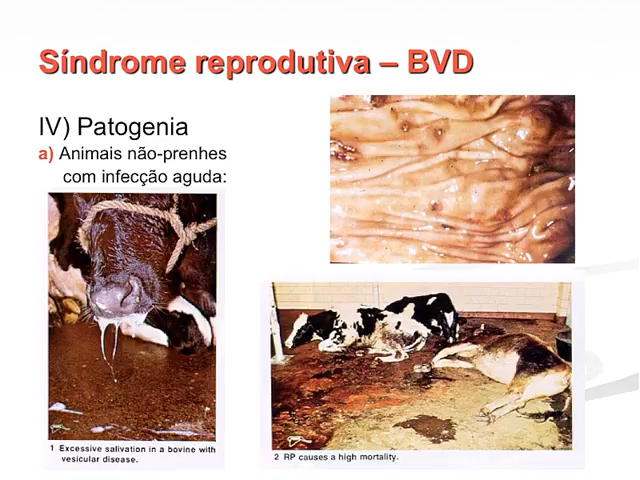 Síndrome reprodutiva – BVD
IV) Patogenia
a) Animais não-prenhes
com infecção aguda:
1 Excessive salivation in a bovine with
vesicular disease.
2 RP causes a high mortality.